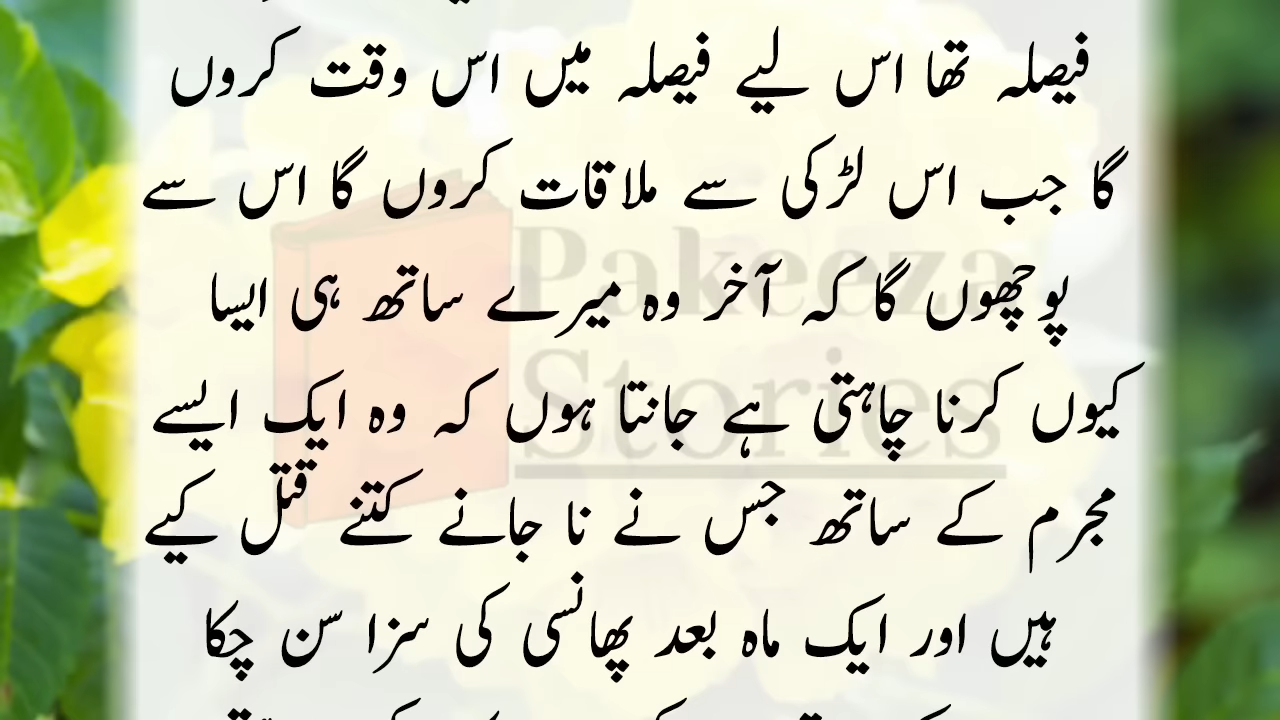 فیصلہ تھا اس لیے فیصلہ میں اس وقت کروں
گا جب اس لڑکی سے ملاقات کروں گا اس سے
پوچھوں گا کہ آخر وہ میرے ساتھ ہی ایسا
کیوں کرنا چاہتی ہے جانتا ہوں کہ وہ ایک ایسے
مجرم کے ساتھ جس نے نا جانے کتنے قتل کیے
ہیں اور ایک ماہ بعد پھانسی کی سزا سن چکا
Pakeeza
Stories